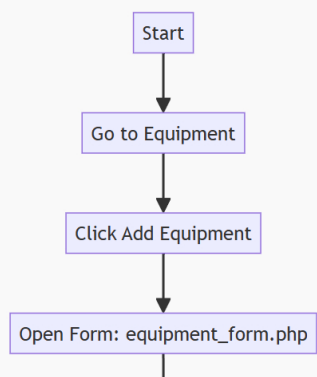 Start
Go to Equipment
Click Add Equipment
Open Form: equipment_form.php